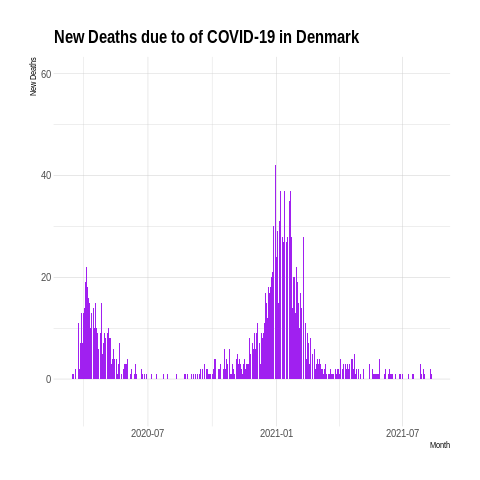 New Deaths due to of COVID-19 in Denmark
New Deaths
60
40
20
0
2020-07
2021-01
2021-07
Month